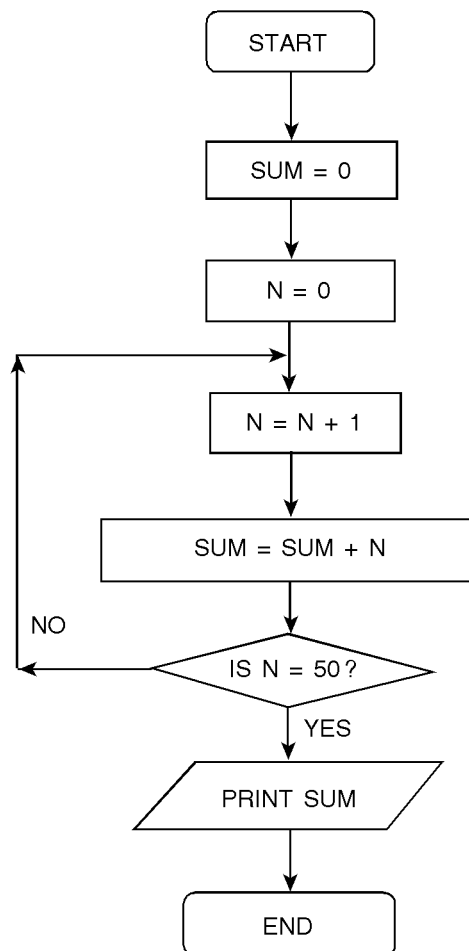 START
SUM = 0
N = 0
N = N + 1
SUM = SUM + N
NO
IS N = 50?
YES
PRINT SUM
END